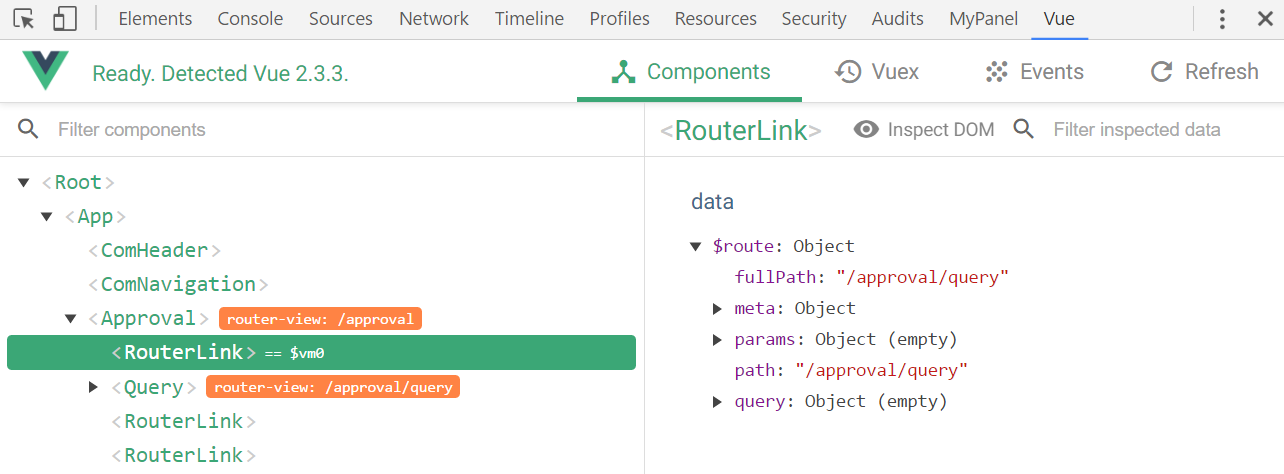 Elements Console Sources Network Timeline Profiles Resources Security Audits MyPanel Vue
Ready. Detected Vue 2.3.3. Components Vuex Events Refresh
Filter components
<RouterLink> Inspect DOM Filter inspected data
<Root>
<App>
<ComHeader>
<ComNavigation>
<Approval> router-view: /approval
<RouterLink> == $vm0
<Query> router-view: /approval/query
<RouterLink>
<RouterLink>
data
$route: Object
fullPath: "/approval/query"
meta: Object
params: Object (empty)
path: "/approval/query"
query: Object (empty)